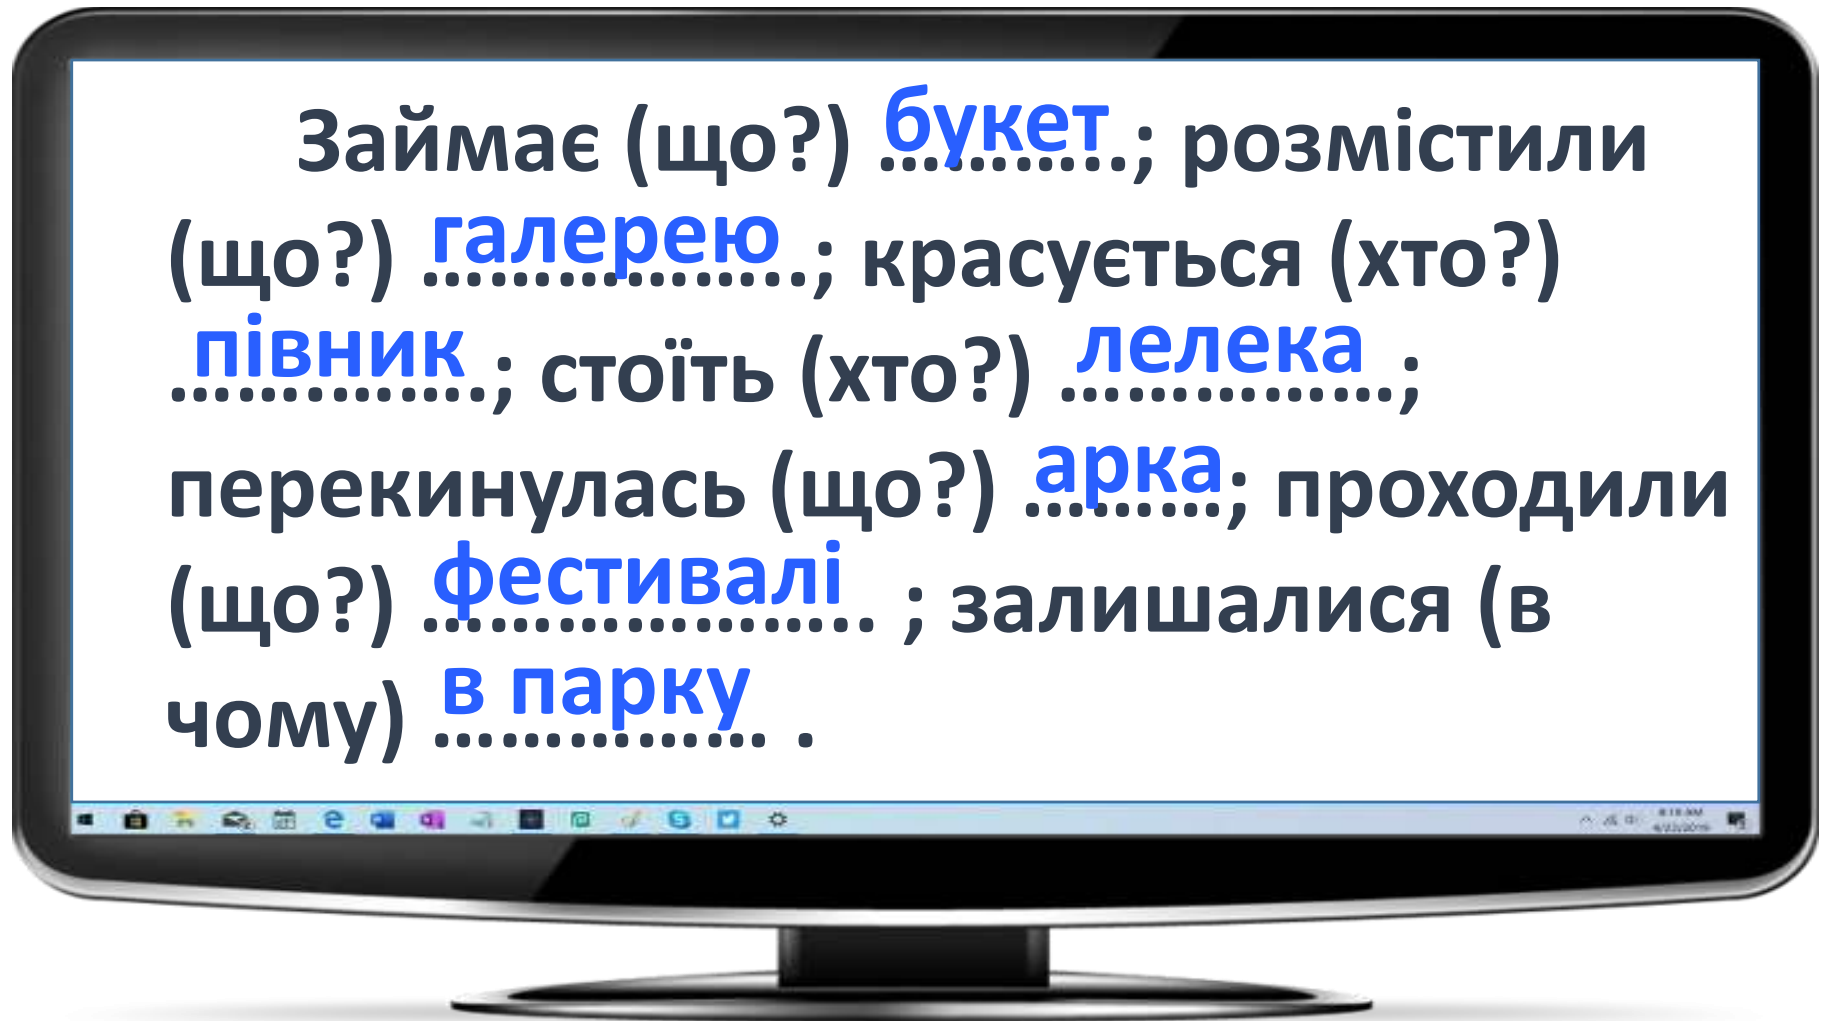 Займає (що?) букет............; розмістили
(що?) галерею..................; красується (хто?)
півник...............; стоїть (хто?) лелека................;
перекинулась (що?) арка.........; проходили
(що?) фестивалі..................... ; залишалися (в
чому) в парку................ .